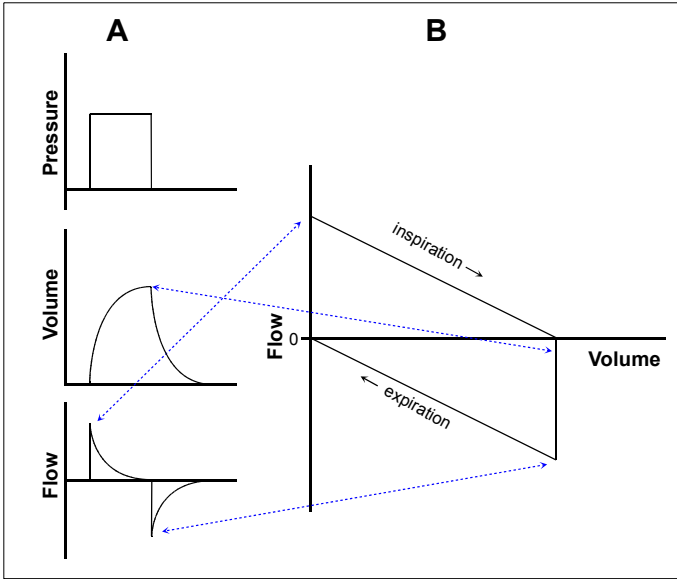 A
B
Pressure
Volume
Flow
inspiration →
Flow
0
Volume
← expiration